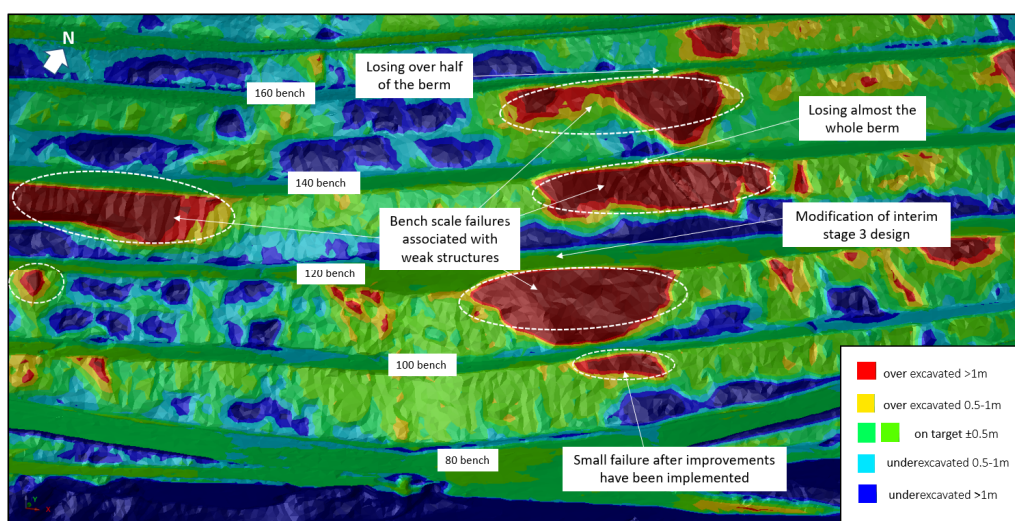 N
Losing over half
of the berm
160 bench
Losing almost the
whole berm
140 bench
Bench scale failures
associated with
weak structures
Modification of interim
stage 3 design
120 bench
100 bench
over excavated >1m
over excavated 0.5-1m
on target ±0.5m
underexcavated 0.5-1m
underexcavated >1m
80 bench
Small failure after improvements
have been implemented
Y
X